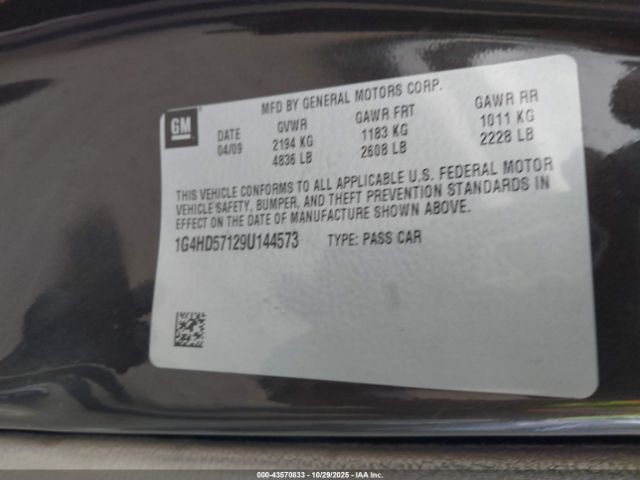 MFD BY GENERAL MOTORS CORP.
GM
DATE GVWR GAWR FRT GAWR RR
04/09 2194 KG 1183 KG 1011 KG
4836 LB 2608 LB 2228 LB
THIS VEHICLE CONFORMS TO ALL APPLICABLE U.S. FEDERAL MOTOR
VEHICLE SAFETY, BUMPER, AND THEFT PREVENTION STANDARDS IN
EFFECT ON THE DATE OF MANUFACTURE SHOWN ABOVE.
1G4HD57129U144573 TYPE: PASS CAR
000-43570833 - 10/29/2025 - IAAI.COM